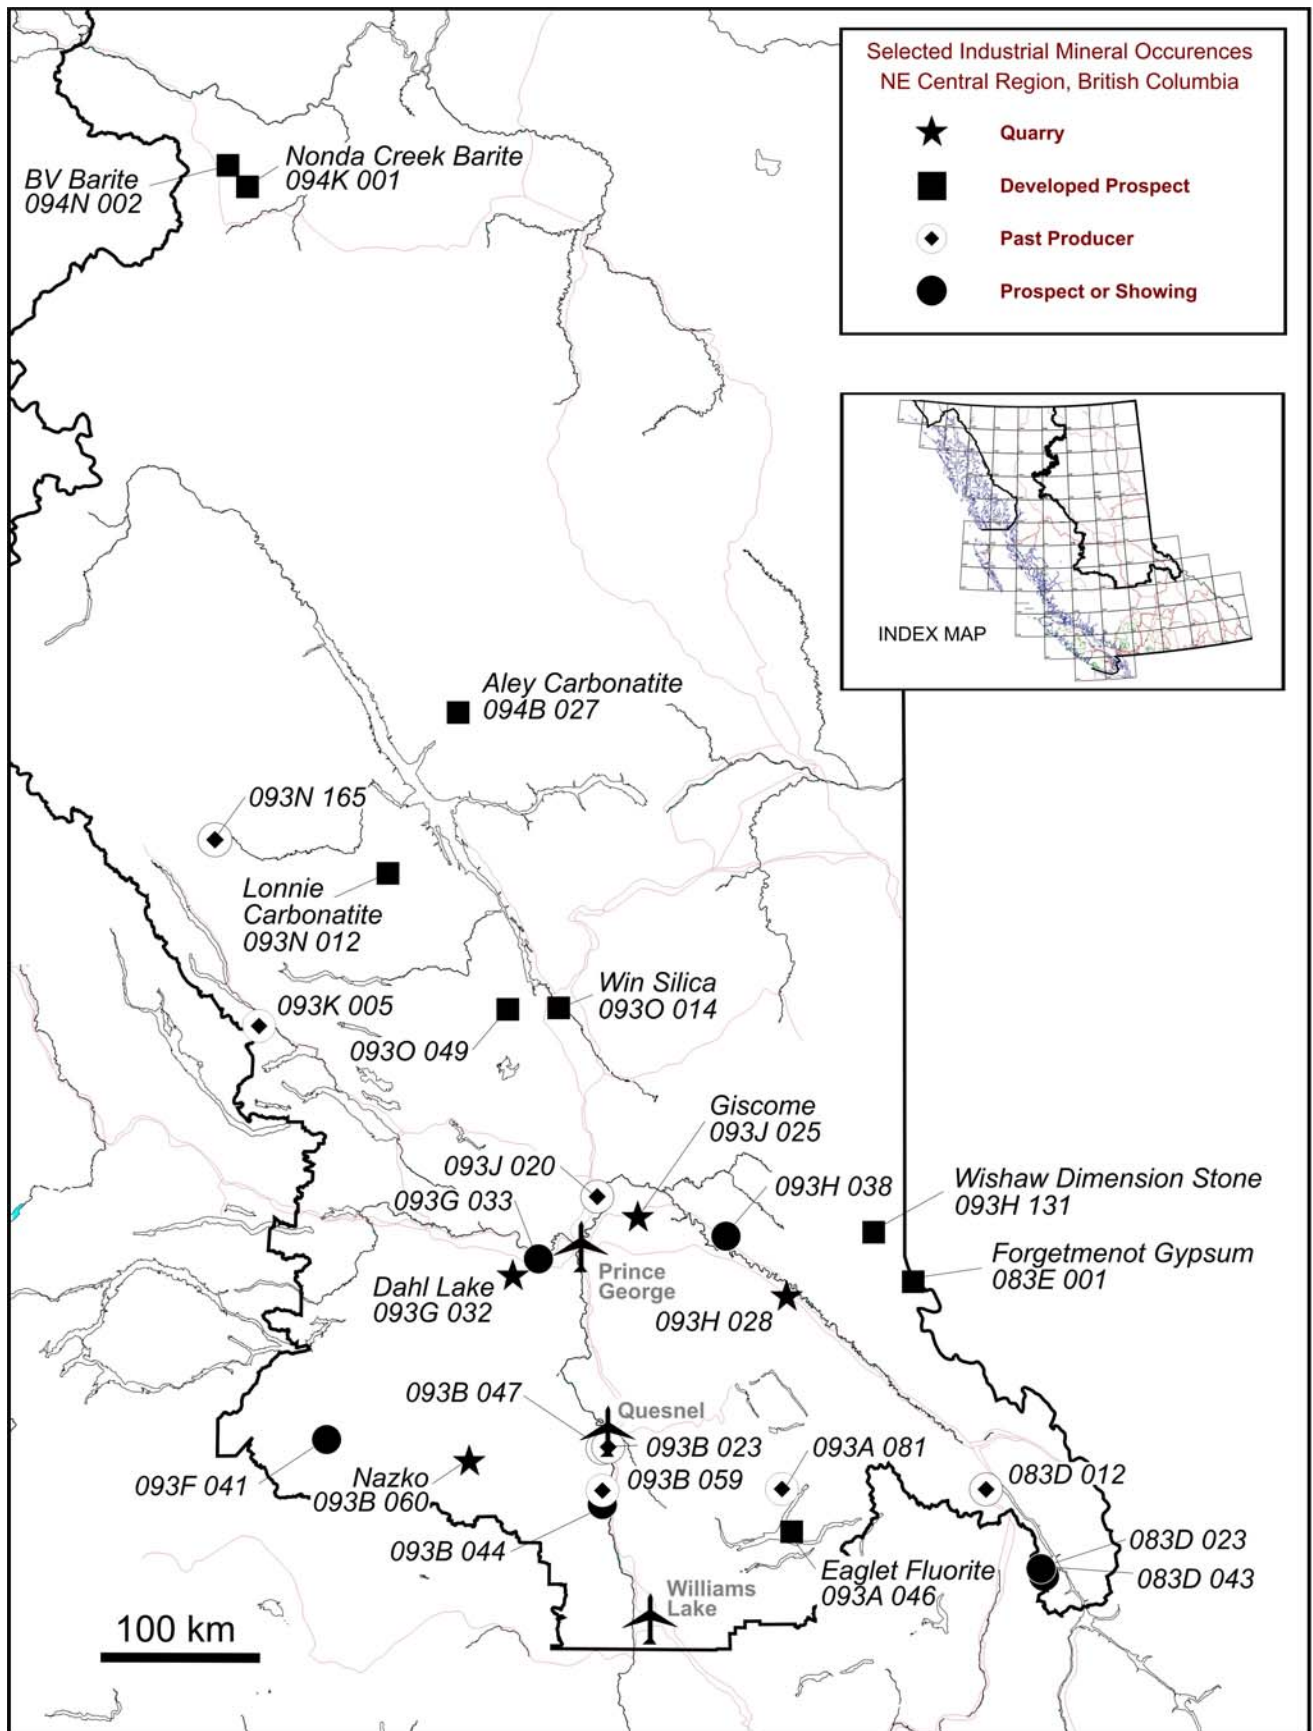 Selected Industrial Mineral Occurences
NE Central Region, British Columbia
Quarry
Developed Prospect
Past Producer
Prospect or Showing
INDEX MAP
BV Barite
094N 002
Nonda Creek Barite
094K 001
Aley Carbonatite
094B 027
093N 165
Lonnie
Carbonatite
093N 012
093K 005
093O 049
Win Silica
093O 014
Giscome
093J 025
093J 020
093G 033
093H 038
Wishaw Dimension Stone
093H 131
Forgetmenot Gypsum
083E 001
Dahl Lake
093G 032
Prince
George
093H 028
093B 047
Quesnel
093B 023
093B 059
093A 081
083D 012
093F 041
Nazko
093B 060
093B 044
Eaglet Fluorite
093A 046
083D 023
083D 043
Williams
Lake
100 km